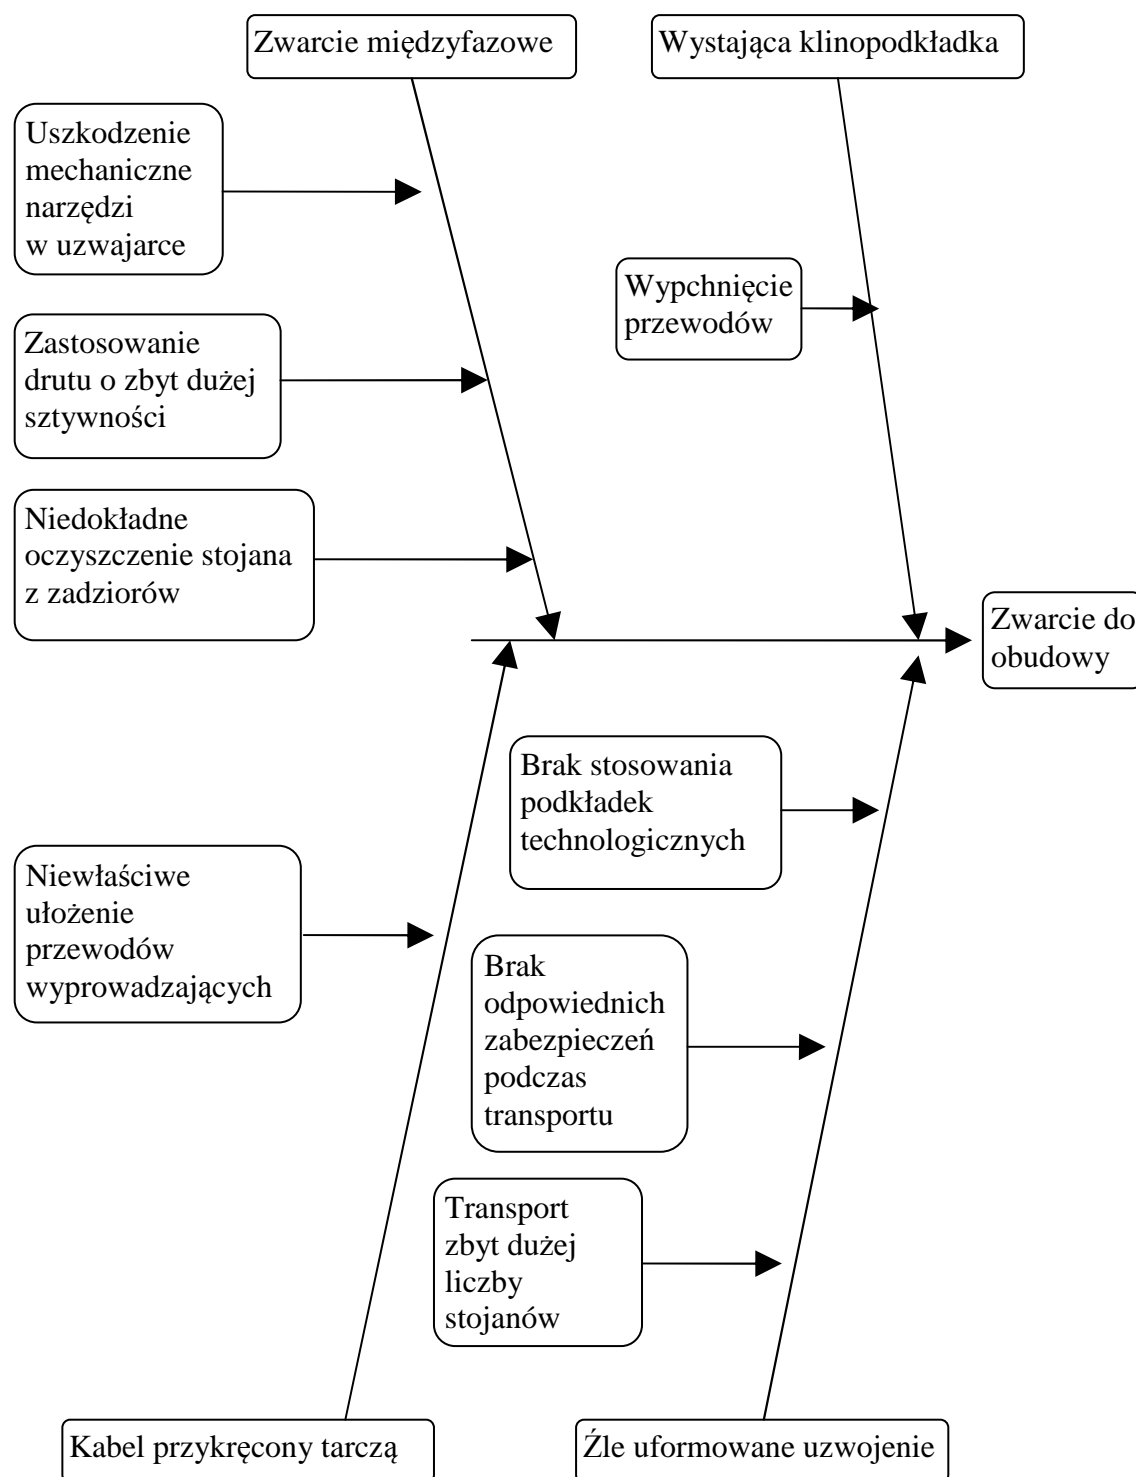 Zwarcie międzyfazowe
Wystająca klinopodkładka
Uszkodzenie
mechaniczne
narzędzi
w uzwajarce
Wypchnięcie
przewodów
Zastosowanie
drutu o zbyt dużej
sztywności
Niedokładne
oczyszczenie stojana
z zadziorów
Zwarcie do
obudowy
Brak stosowania
podkładek
technologicznych
Niewłaściwe
ułożenie
przewodów
wyprowadzających
Brak
odpowiednich
zabezpieczeń
podczas
transportu
Transport
zbyt dużej
liczby
stojanów
Kabel przykręcony tarczą
Źle uformowane uzwojenie